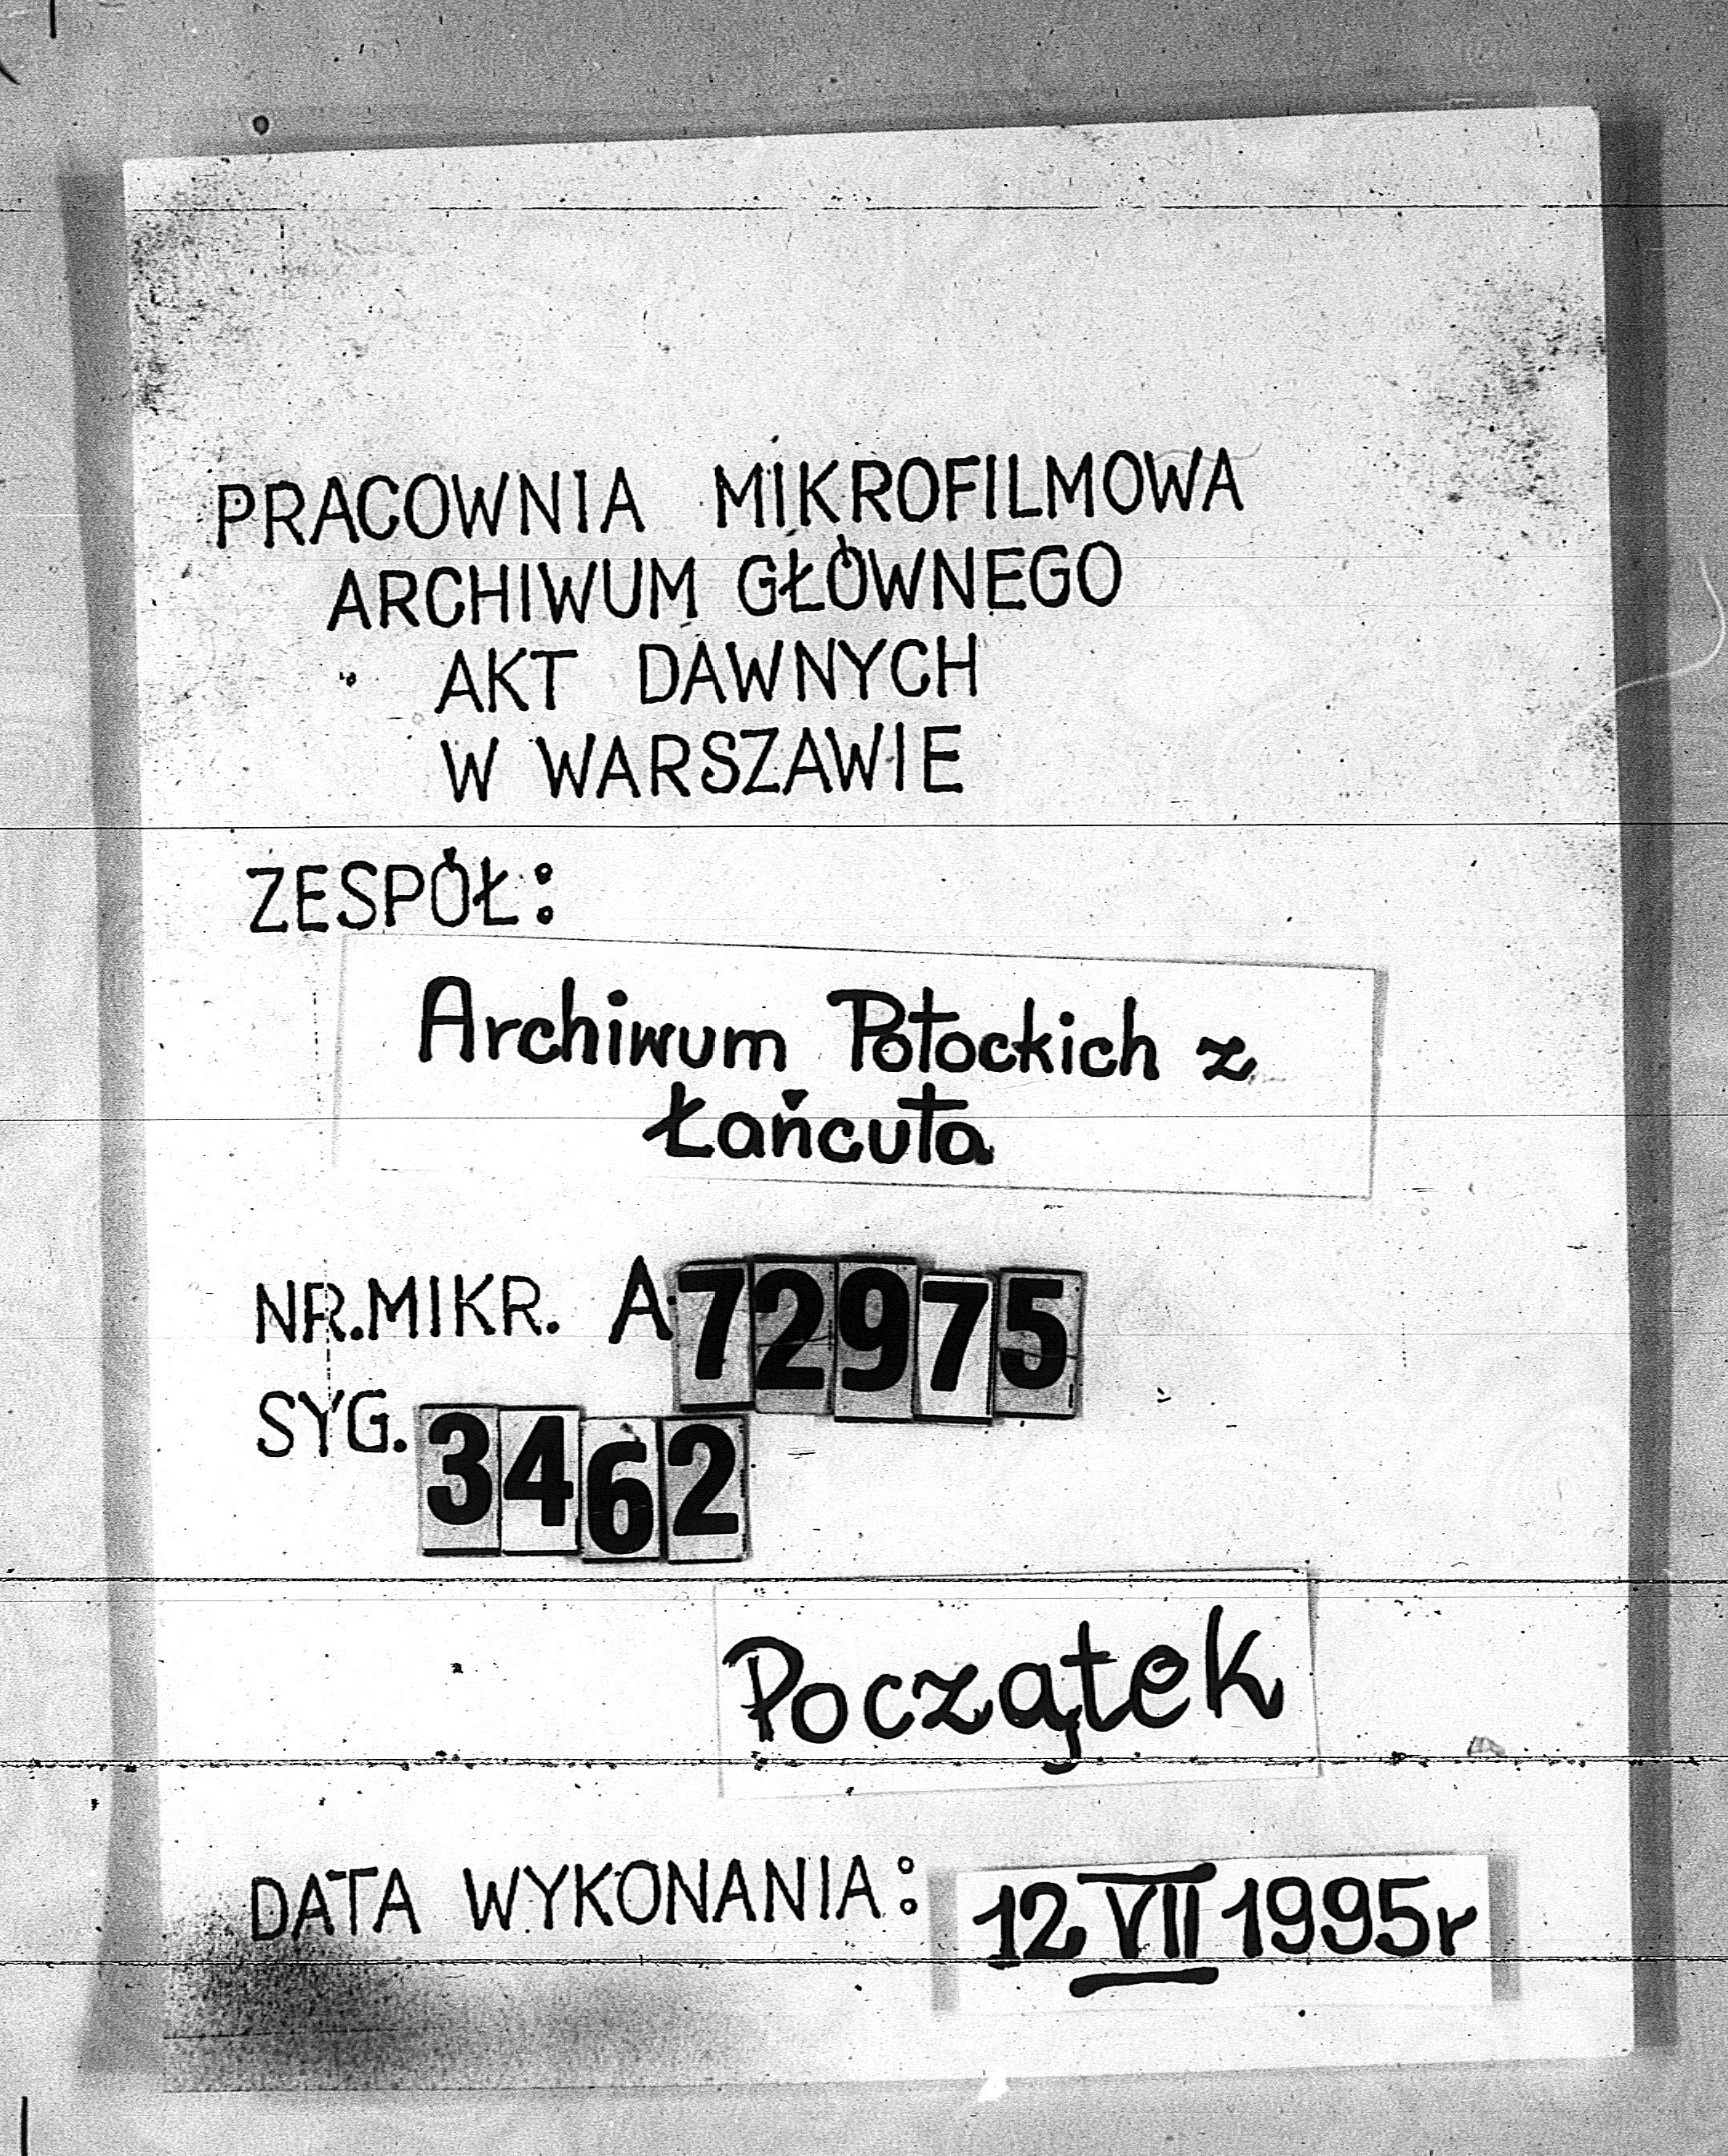 PRACOWNIA MIKROFILMOWA
ARCHIWUM GŁÓWNEGO
AKT DAWNYCH
W WARSZAWIE
ZESPÓŁ:
Archiwum Potockich z
Łańcuta
NR. MIKR. A 72975
SYG. 3462
Początek
DATA WYKONANIA: 12 VII 1995r